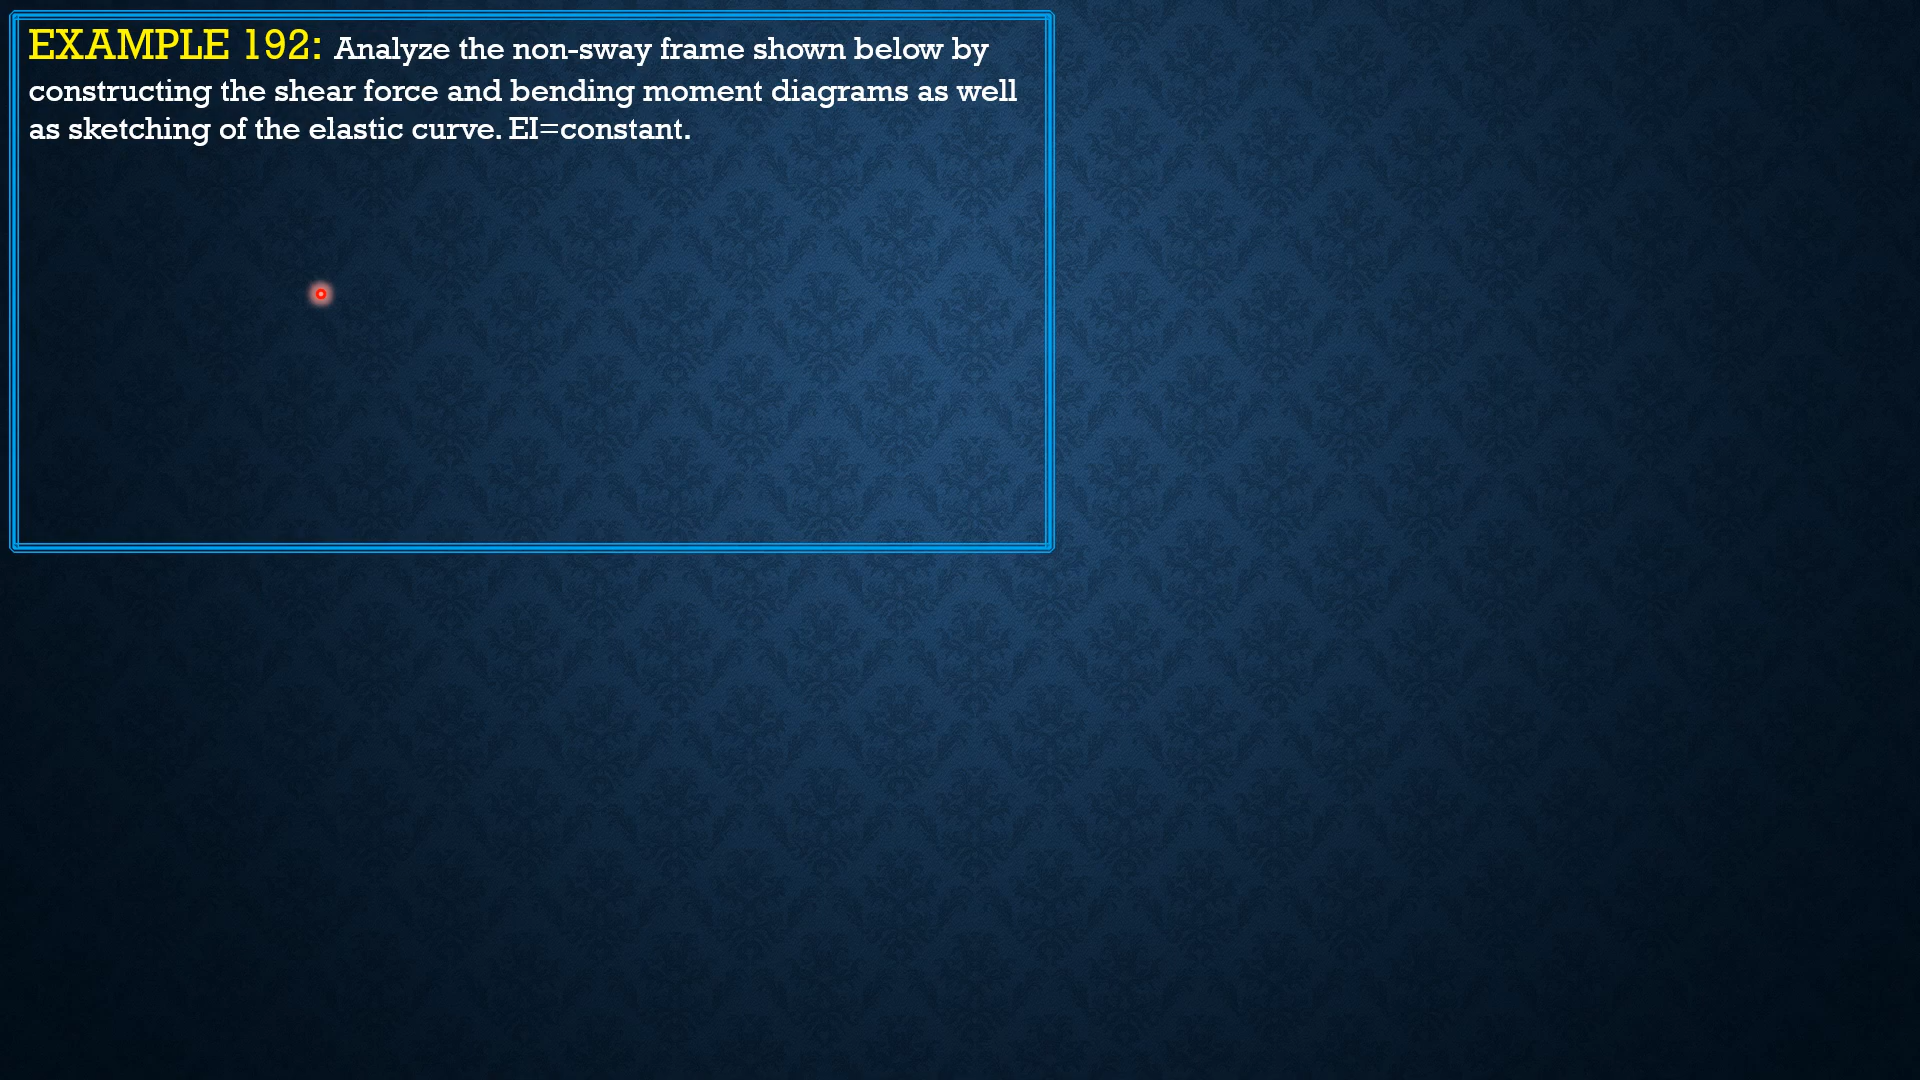 EXAMPLE 192: Analyze the non-sway frame shown below by
constructing the shear force and bending moment diagrams as well
as sketching of the elastic curve. EI=constant.